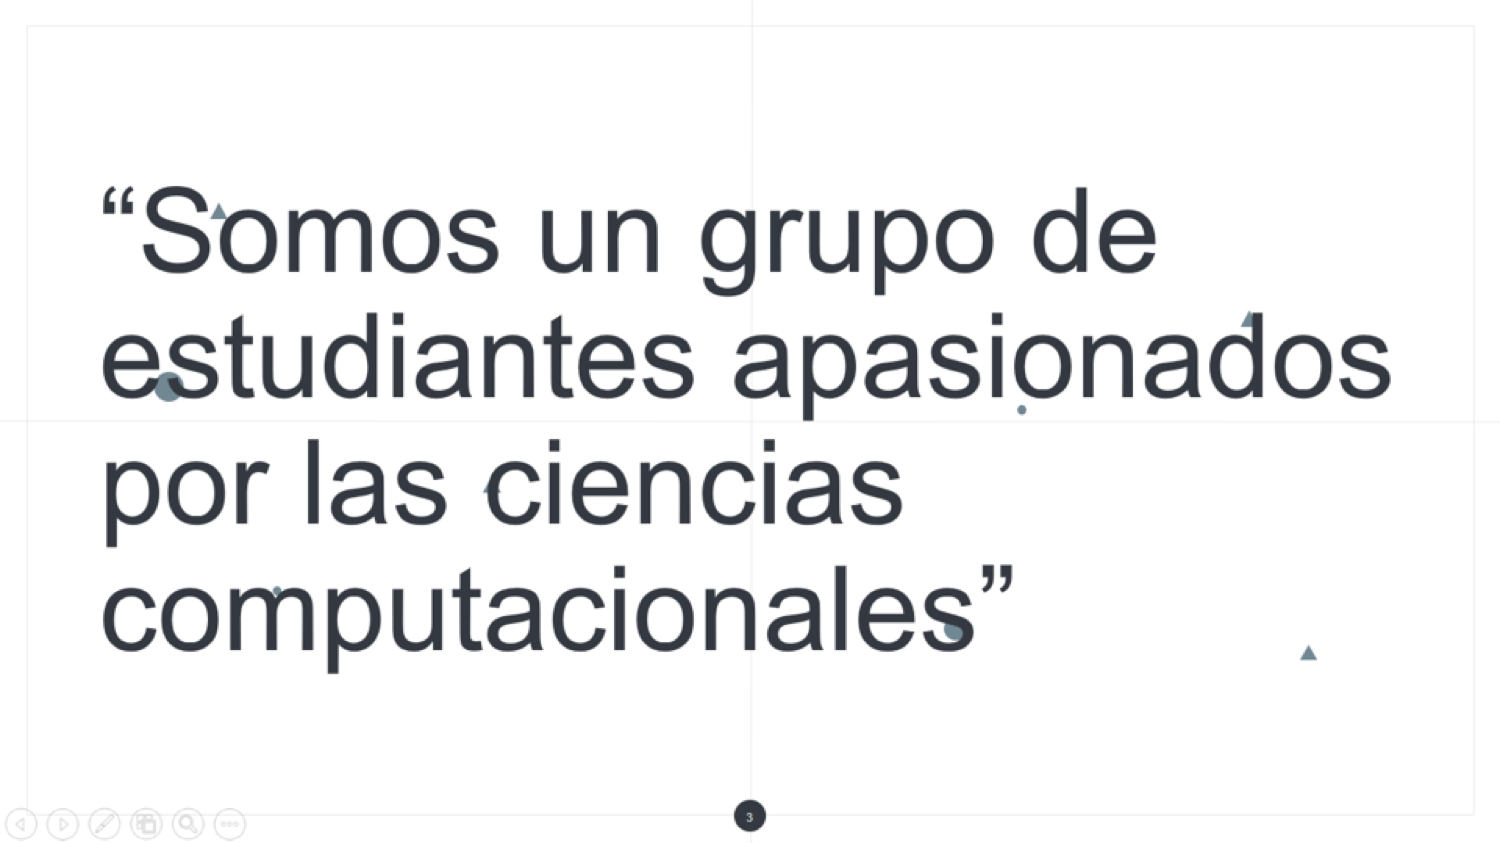 “Somos un grupo de
estudiantes apasionados
por las ciencias
computacionales”
3